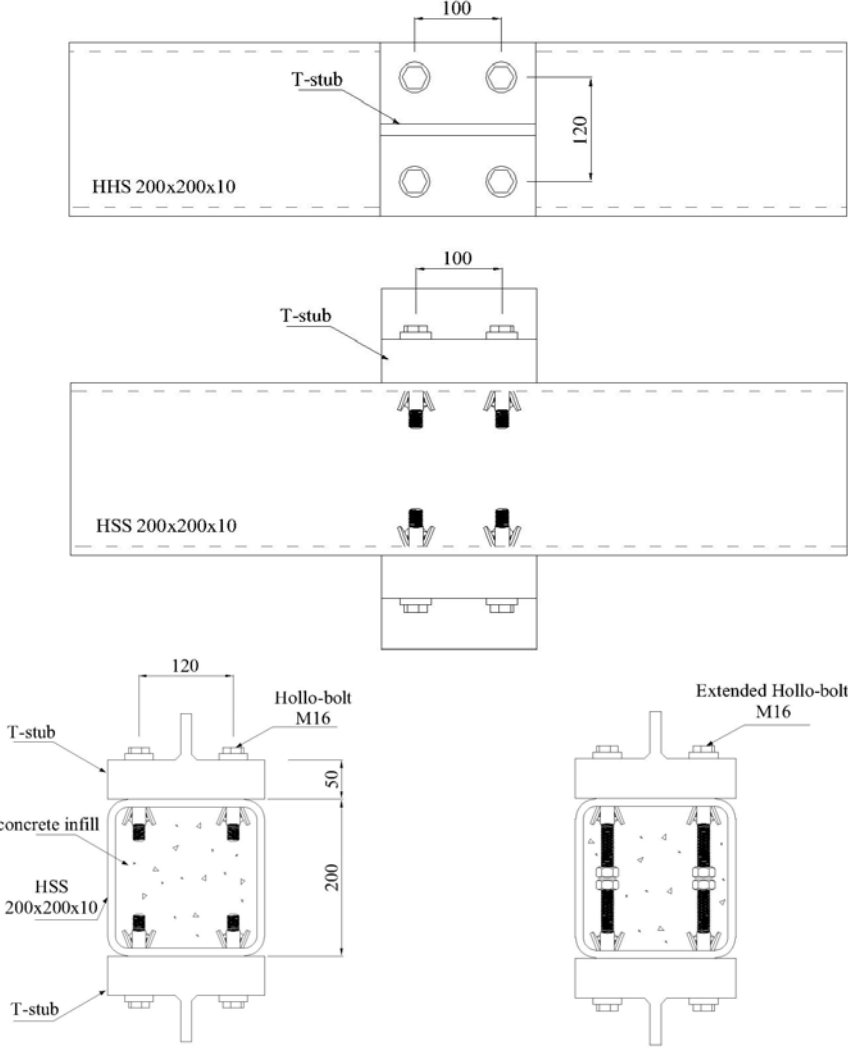 100
T-stub
120
HHS 200x200x10
100
T-stub
HSS 200x200x10
120
Hollo-bolt
M16
T-stub
50
concrete infill
200
HSS
200x200x10
T-stub
Extended Hollo-bolt
M16